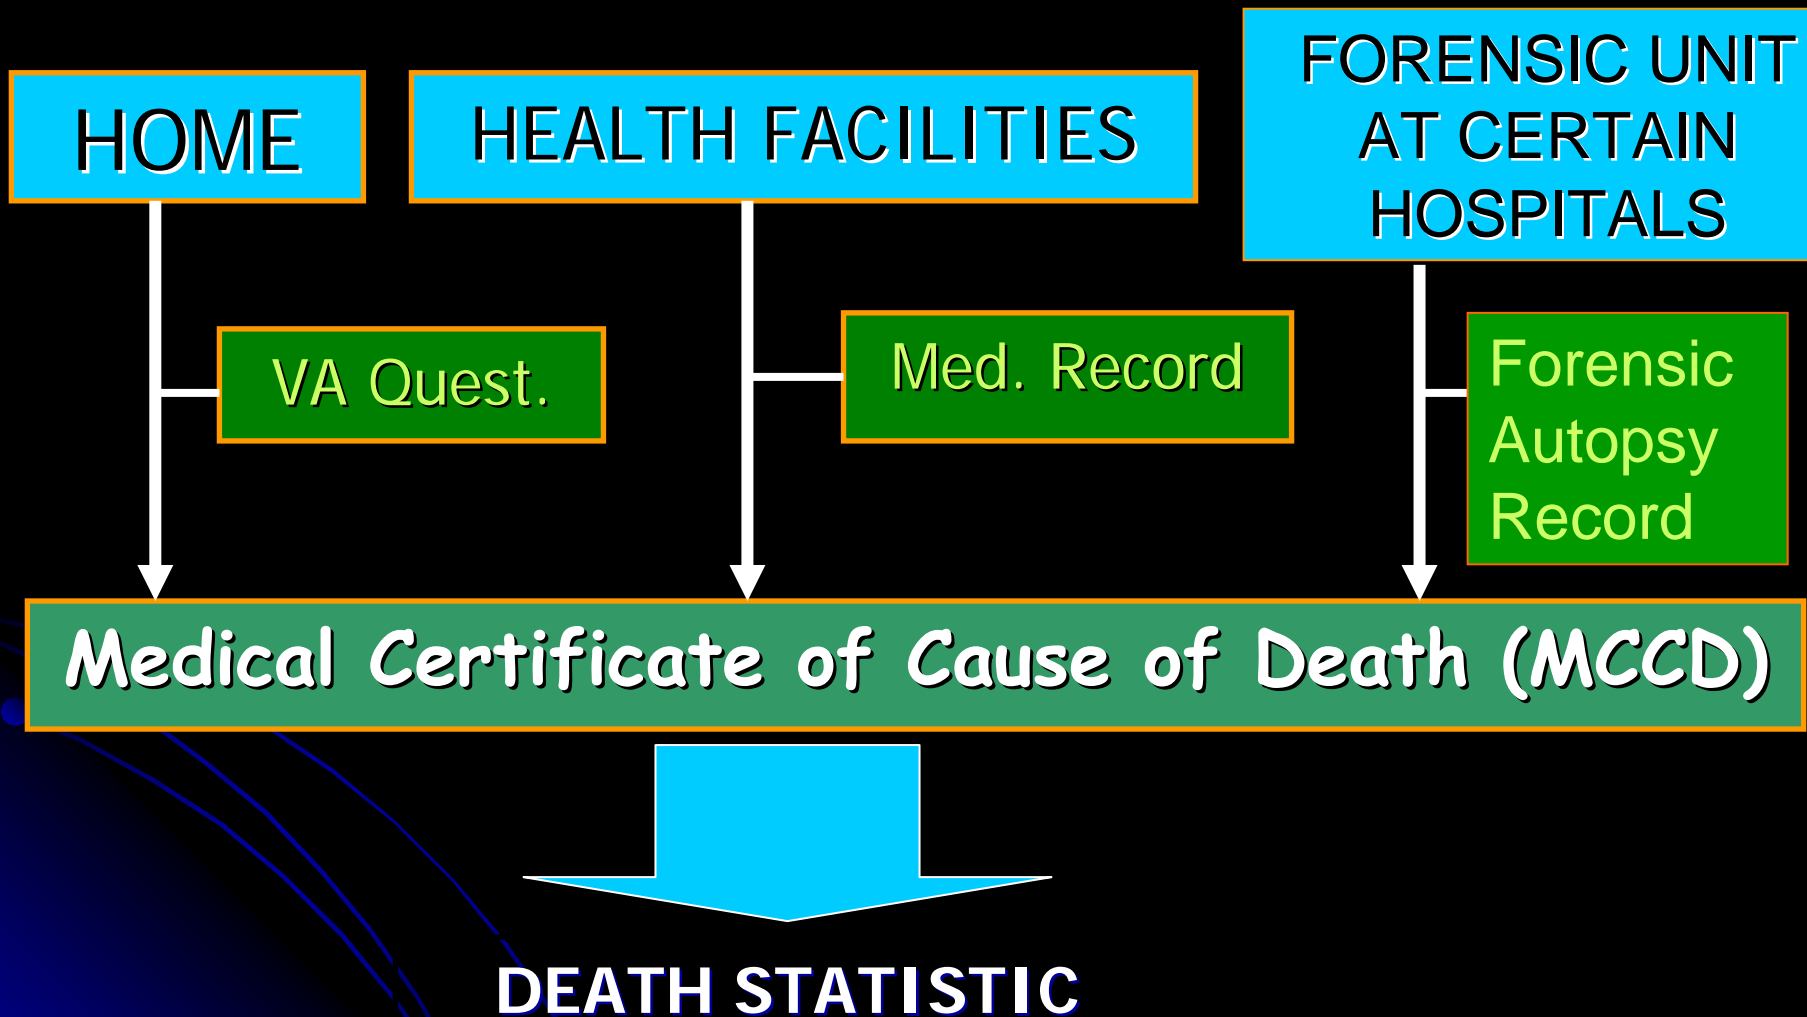 HOME
HEALTH FACILITIES
FORENSIC UNIT
AT CERTAIN
HOSPITALS
VA Quest.
Med. Record
Forensic
Autopsy
Record
Medical Certificate of Cause of Death (MCCD)
DEATH STATISTIC